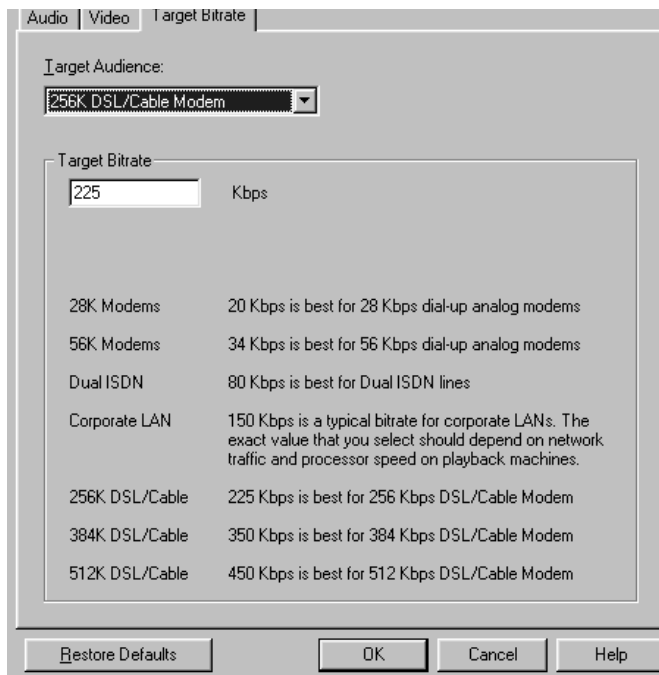 Audio Video Target Bitrate
Target Audience:
256K DSL/Cable Modem
Target Bitrate
225 Kbps
28K Modems 20 Kbps is best for 28 Kbps dial-up analog modems
56K Modems 34 Kbps is best for 56 Kbps dial-up analog modems
Dual ISDN 80 Kbps is best for Dual ISDN lines
Corporate LAN 150 Kbps is a typical bitrate for corporate LANs. The
exact value that you select should depend on network
traffic and processor speed on playback machines.
256K DSL/Cable 225 Kbps is best for 256 Kbps DSL/Cable Modem
384K DSL/Cable 350 Kbps is best for 384 Kbps DSL/Cable Modem
512K DSL/Cable 450 Kbps is best for 512 Kbps DSL/Cable Modem
Restore Defaults OK Cancel Help